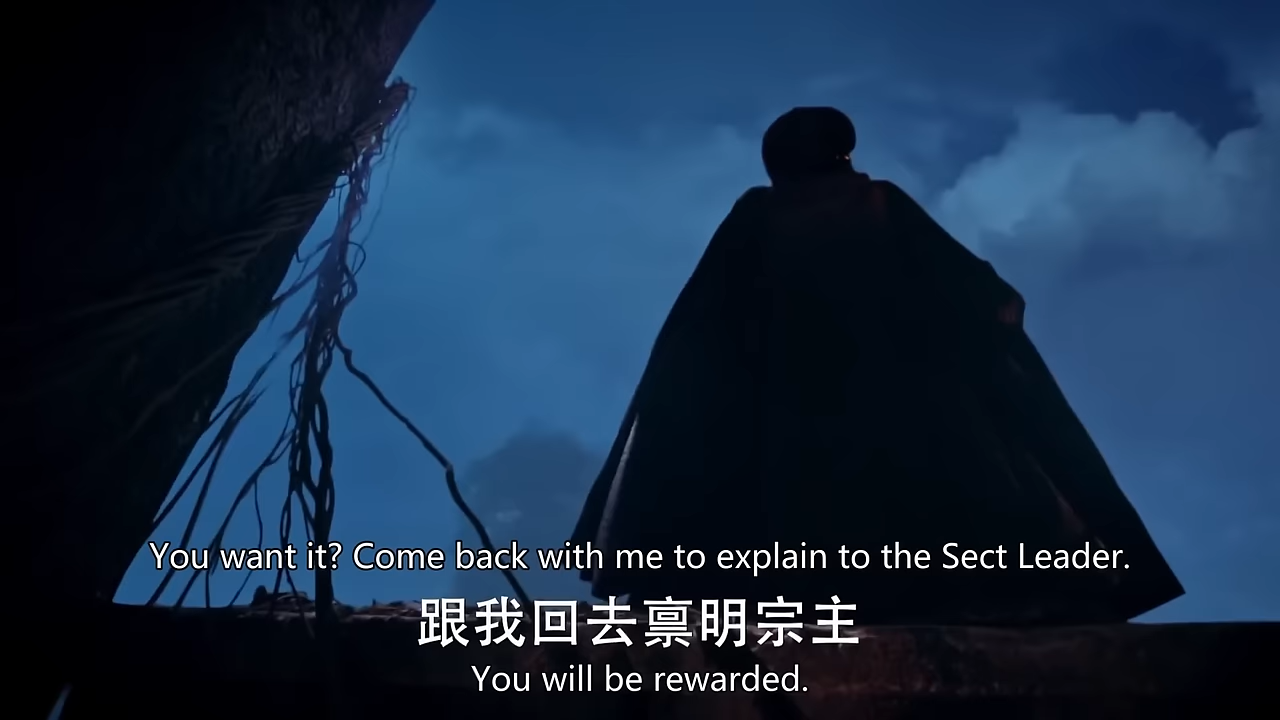 You want it? Come back with me to explain to the Sect Leader.
跟我回去禀明宗主
You will be rewarded.